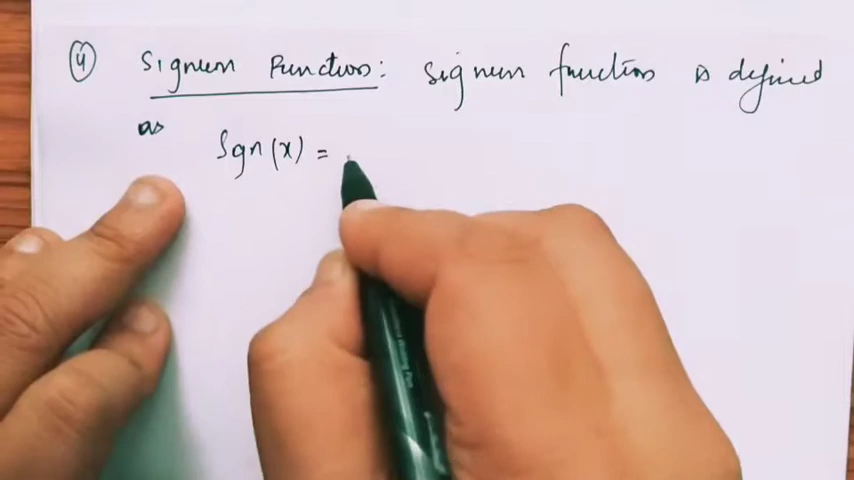 4 Signum Function: Signum function is defined
as Sgn(x) =